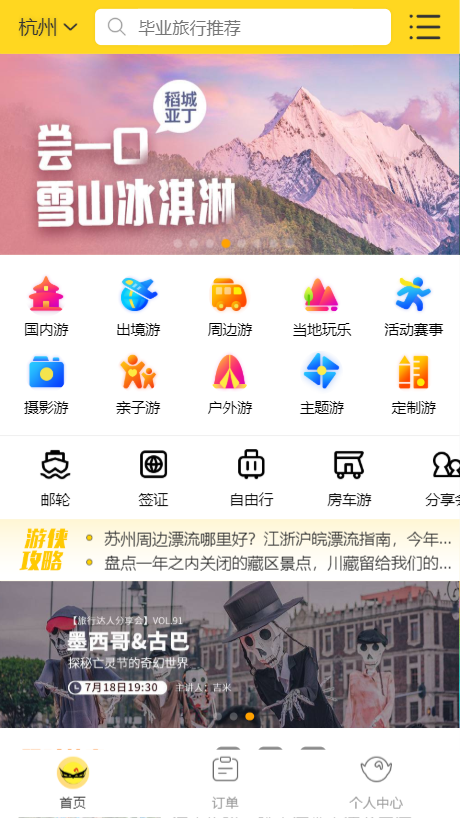 杭州
毕业旅行推荐
稻城
亚丁
尝一口
雪山冰淇淋
国内游 出境游 周边游 当地玩乐 活动赛事
摄影游 亲子游 户外游 主题游 定制游
邮轮 签证 自由行 房车游 分享会
游侠
攻略
苏州周边漂流哪里好？江浙沪皖漂流指南，今年...
盘点一年之内关闭的藏区景点，川藏留给我们的...
【旅行达人分享会】VOL.91
墨西哥&古巴
探秘亡灵节的奇幻世界
7月18日19:30 主讲人：吉米
首页 订单 个人中心